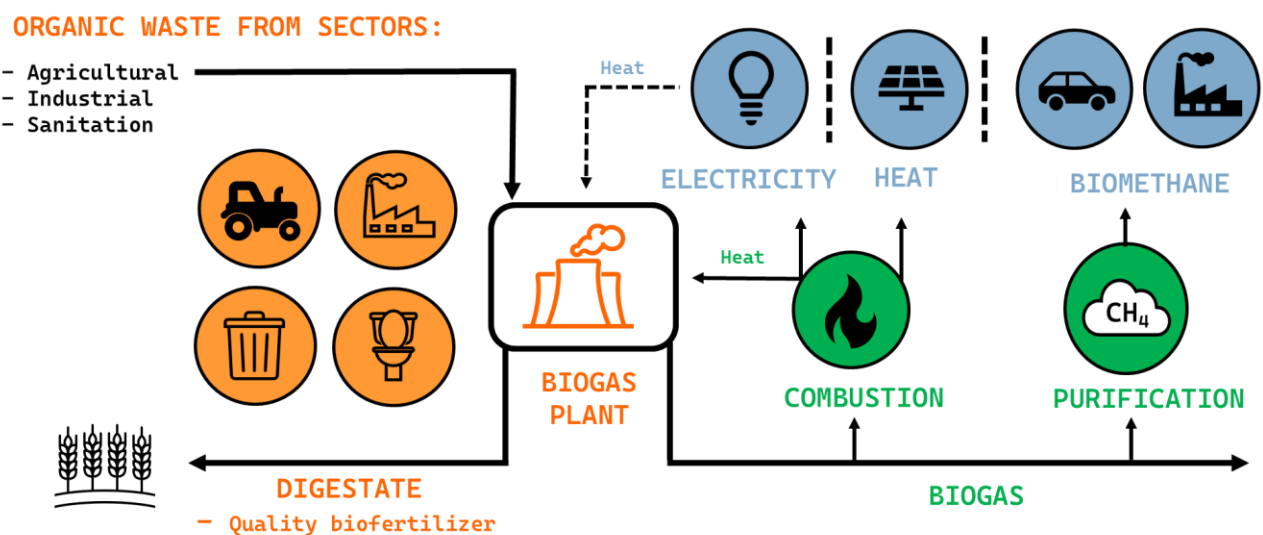 ORGANIC WASTE FROM SECTORS:
- Agricultural
- Industrial
- Sanitation
Heat
ELECTRICITY
HEAT
BIOMETHANE
Heat
CH₄
BIOGAS
PLANT
COMBUSTION
PURIFICATION
DIGESTATE
- Quality biofertilizer
BIOGAS